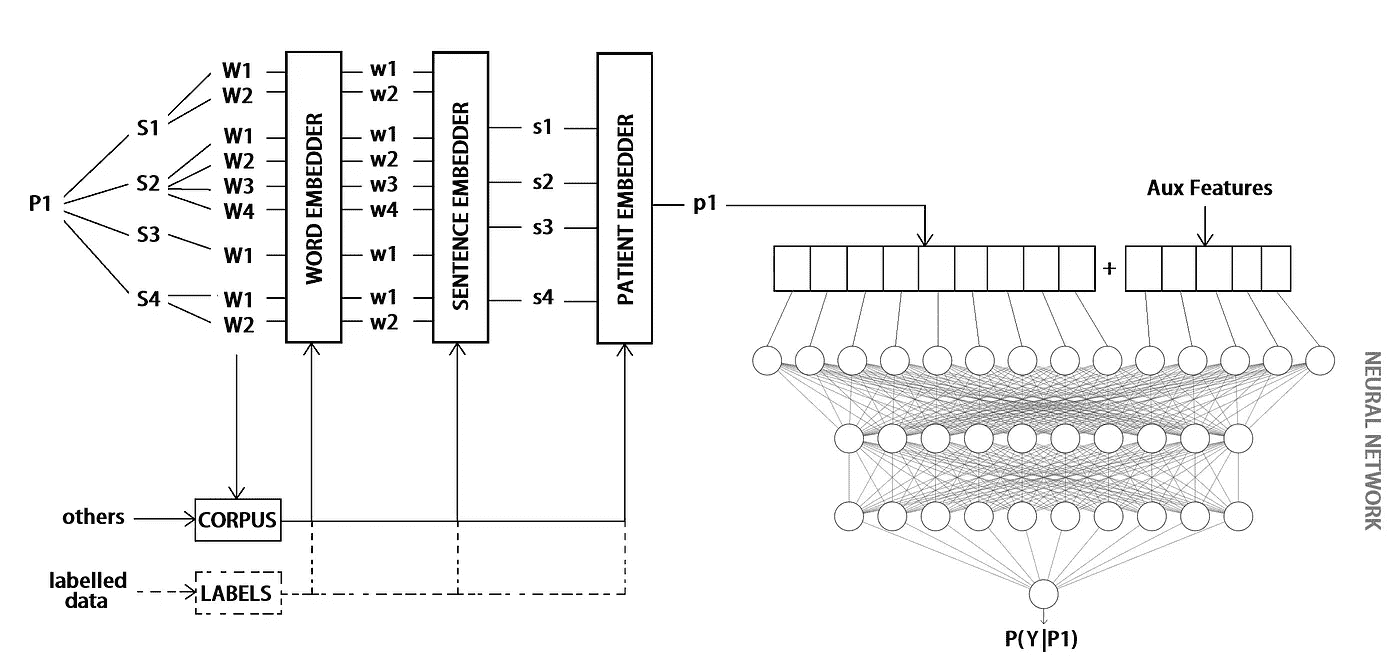 P1
S1
S2
S3
S4
W1
W2
W1
W2
W3
W4
W1
W1
W2
WORD EMBEDDER
w1
w2
w1
w2
w3
w4
w1
w1
w2
SENTENCE EMBEDDER
s1
s2
s3
s4
PATIENT EMBEDDER
p1
Aux Features
+
NEURAL NETWORK
others
CORPUS
labelled
data
LABELS
P(Y|P1)